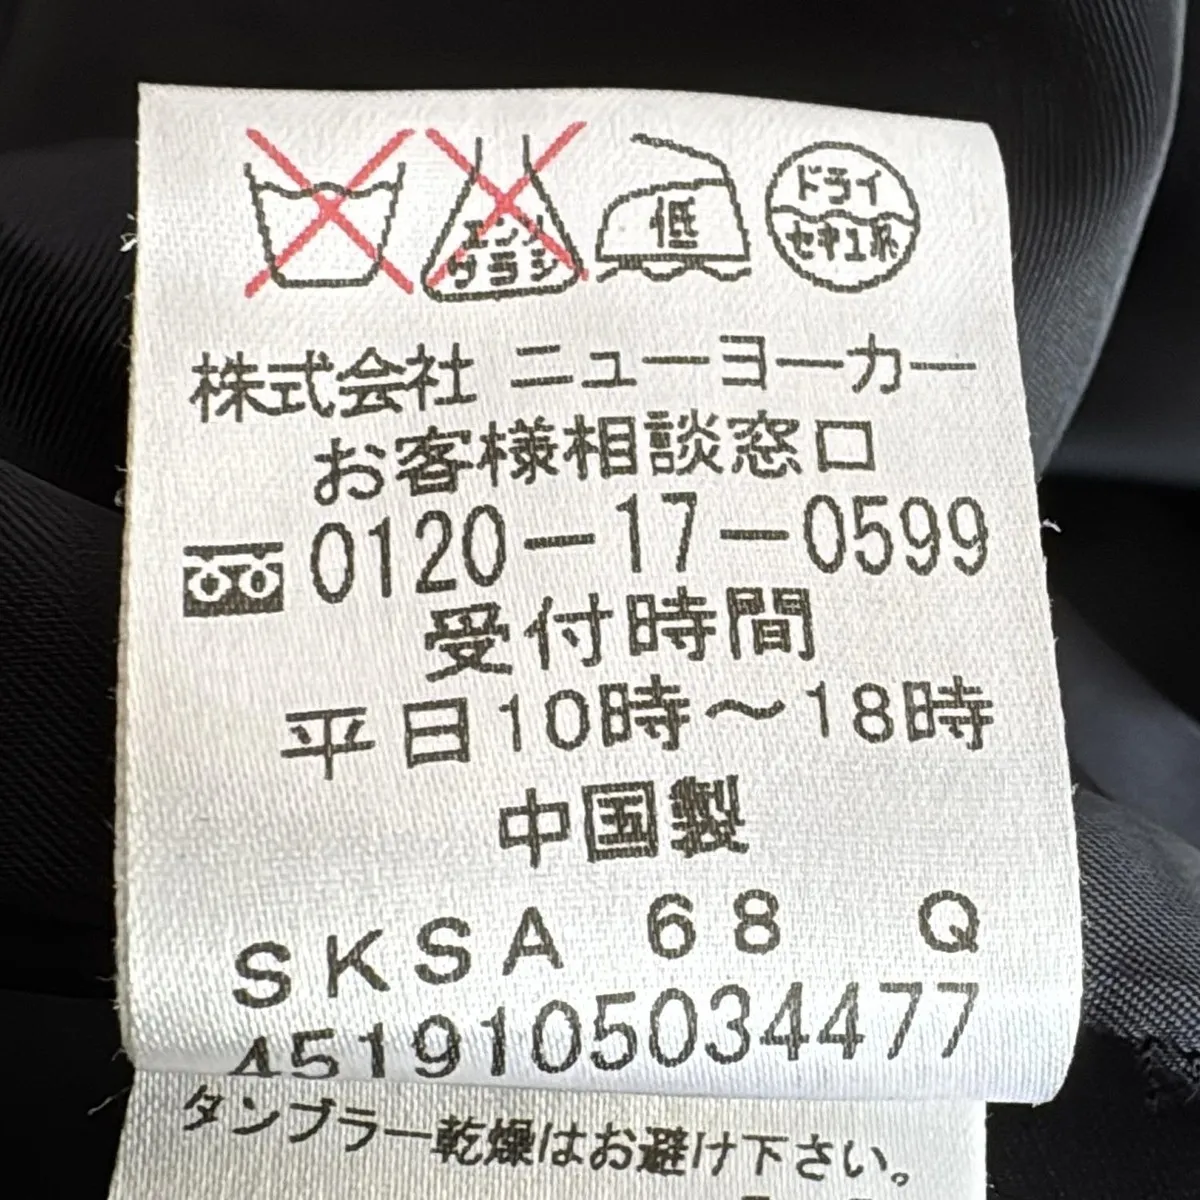 エンソ サラシ
低
ドライ
セキユ系
株式会社 ニューヨーカー
お客様相談窓口
0120-17-0599
受付時間
平日10時～18時
中国製
SKSA 68 Q
4519105034477
タンブラー乾燥はお避け下さい。